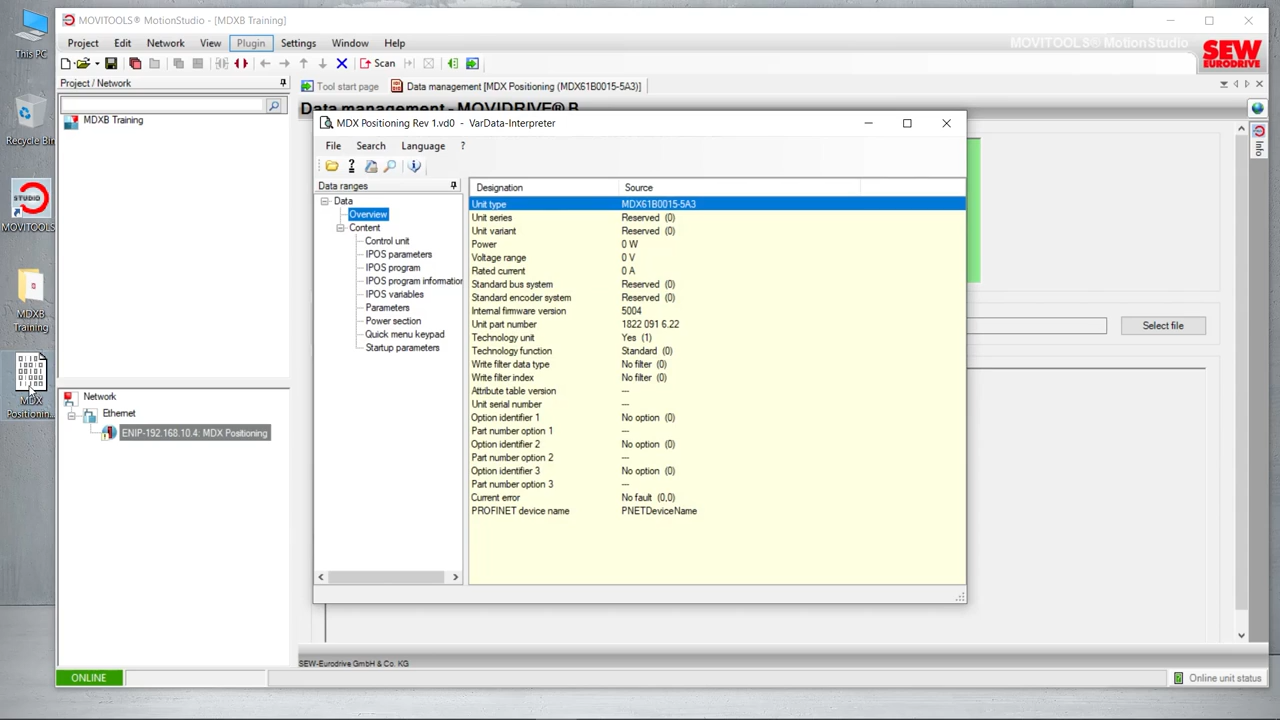 This PC
Recycle Bin
STUDIO
MOVITOOLS
MDXB
Training
MDX
Positionin...
MOVITOOLS® MotionStudio - [MDXB Training]
Project Edit Network View Plugin Settings Window Help
MOVITOOLS® MotionStudio
SEW
EURODRIVE
Scan
Project / Network
MDXB Training
Tool start page
Data management [MDX Positioning (MDX61B0015-5A3)]
Data management - MOVIDRIVE® B
Info
MDX Positioning Rev 1.vd0 - VarData-Interpreter
File Search Language ?
Data ranges
Data
Overview
Content
Control unit
IPOS parameters
IPOS program
IPOS program information
IPOS variables
Parameters
Power section
Quick menu keypad
Startup parameters
Designation Source
Unit type MDX61B0015-5A3
Unit series Reserved (0)
Unit variant Reserved (0)
Power 0 W
Voltage range 0 V
Rated current 0 A
Standard bus system Reserved (0)
Standard encoder system Reserved (0)
Internal firmware version 5004
Unit part number 1822 091 6.22
Technology unit Yes (1)
Technology function Standard (0)
Write filter data type No filter (0)
Write filter index No filter (0)
Attribute table version ---
Unit serial number ---
Option identifier 1 No option (0)
Part number option 1 ---
Option identifier 2 No option (0)
Part number option 2 ---
Option identifier 3 No option (0)
Part number option 3 ---
Current error No fault (0,0)
PROFINET device name PNETDeviceName
Select file
Network
Ethernet
ENIP-192.168.10.4: MDX Positioning
SEW-Eurodrive GmbH & Co. KG
ONLINE
Online unit status